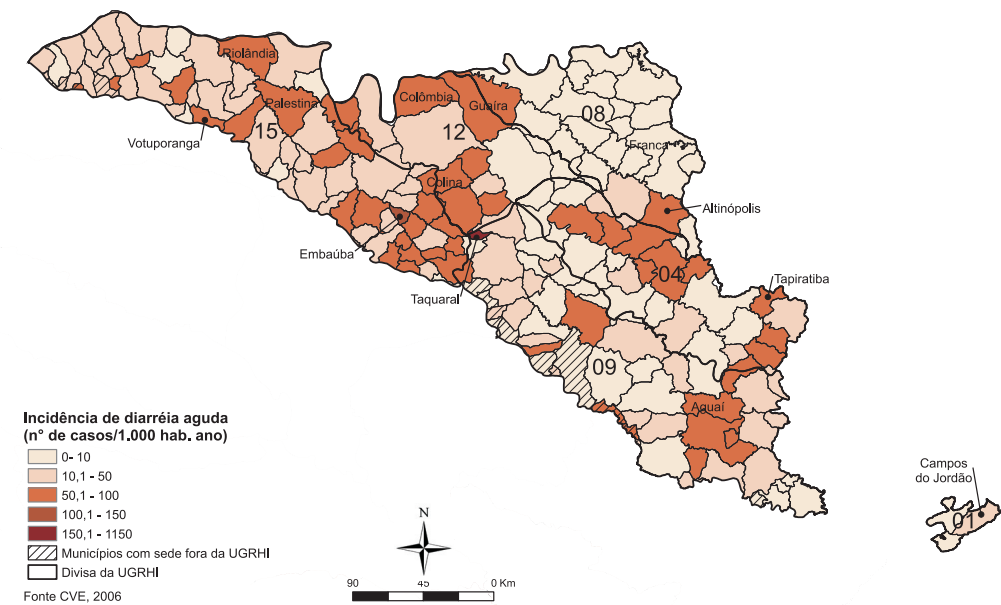 Riolândia
Palestina
Colômbia
Guaíra
08
12
15
Votuporanga
Franca
Colina
Altinópolis
Embaúba
04
Taquaral
Tapiratiba
09
Aguaí
Campos
do Jordão
01
Incidência de diarréia aguda
(n° de casos/1.000 hab. ano)
0- 10
10,1 - 50
50,1 - 100
100,1 - 150
150,1 - 1150
Municípios com sede fora da UGRHI
Divisa da UGRHI
Fonte CVE, 2006
N
90 45 0 Km